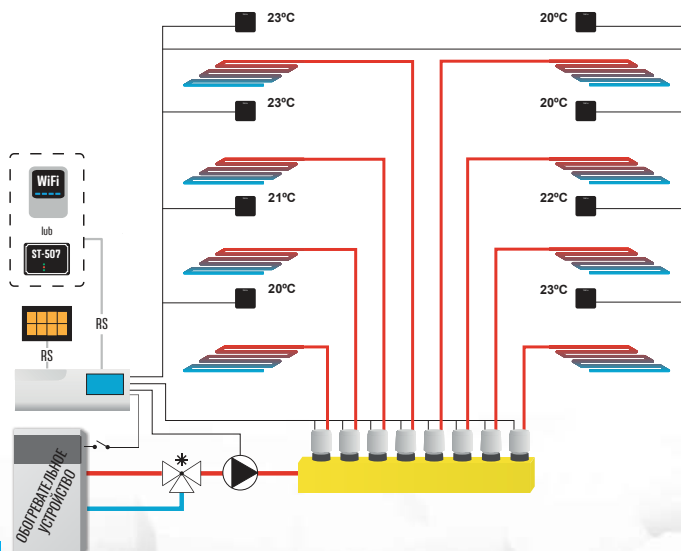 23ºC
20ºC
23ºC
20ºC
WiFi
lub
ST-507
21ºC
22ºC
20ºC
23ºC
RS
RS
ОБОГРЕВАТЕЛЬНОЕ
УСТРОЙСТВО